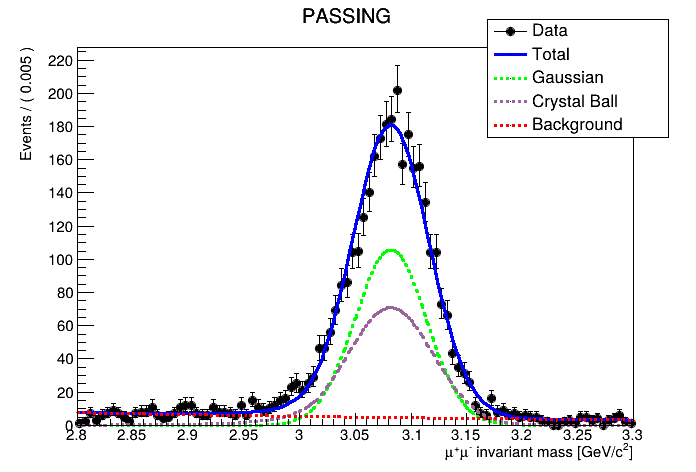 PASSING
Data
Total
Gaussian
Crystal Ball
Background
Events / ( 0.005 )
220
200
180
160
140
120
100
80
60
40
20
0
2.8 2.85 2.9 2.95 3 3.05 3.1 3.15 3.2 3.25 3.3
μ⁺μ⁻ invariant mass [GeV/c²]